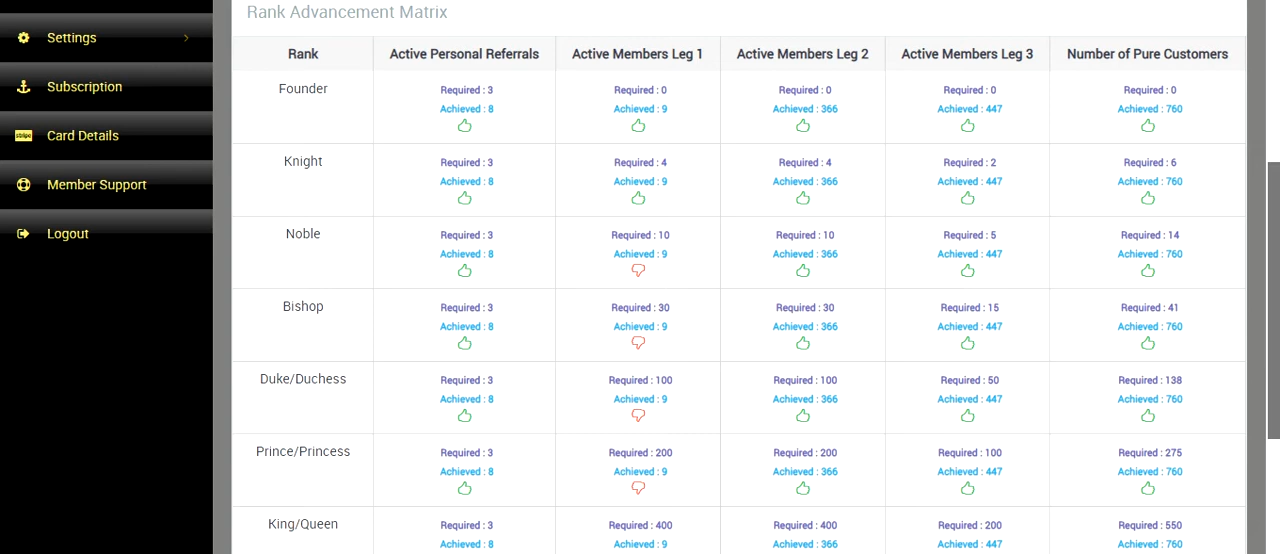 Rank Advancement Matrix
Settings
Subscription
stripe Card Details
Member Support
Logout
Rank Active Personal Referrals Active Members Leg 1 Active Members Leg 2 Active Members Leg 3 Number of Pure Customers
Founder Required : 3 Required : 0 Required : 0 Required : 0 Required : 0
Achieved : 8 Achieved : 9 Achieved : 366 Achieved : 447 Achieved : 760
Knight Required : 3 Required : 4 Required : 4 Required : 2 Required : 6
Achieved : 8 Achieved : 9 Achieved : 366 Achieved : 447 Achieved : 760
Noble Required : 3 Required : 10 Required : 10 Required : 5 Required : 14
Achieved : 8 Achieved : 9 Achieved : 366 Achieved : 447 Achieved : 760
Bishop Required : 3 Required : 30 Required : 30 Required : 15 Required : 41
Achieved : 8 Achieved : 9 Achieved : 366 Achieved : 447 Achieved : 760
Duke/Duchess Required : 3 Required : 100 Required : 100 Required : 50 Required : 138
Achieved : 8 Achieved : 9 Achieved : 366 Achieved : 447 Achieved : 760
Prince/Princess Required : 3 Required : 200 Required : 200 Required : 100 Required : 275
Achieved : 8 Achieved : 9 Achieved : 366 Achieved : 447 Achieved : 760
King/Queen Required : 3 Required : 400 Required : 400 Required : 200 Required : 550
Achieved : 8 Achieved : 9 Achieved : 366 Achieved : 447 Achieved : 760